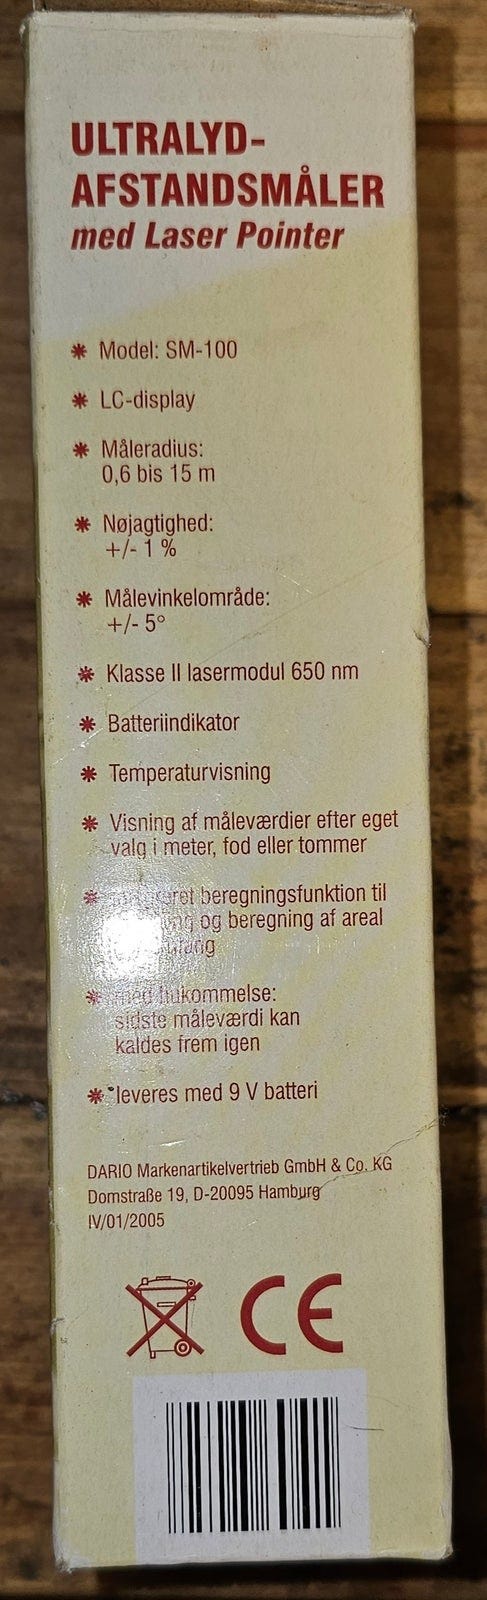 ULTRALYD-
AFSTANDSMÅLER
med Laser Pointer
* Model: SM-100
* LC-display
* Måleradius:
0,6 bis 15 m
* Nøjagtighed:
+/- 1 %
* Målevinkelområde:
+/- 5°
* Klasse II lasermodul 650 nm
* Batteriindikator
* Temperaturvisning
* Visning af måleværdier efter eget
valg i meter, fod eller tommer
* beregningsfunktion til
og beregning af areal
* med hukommelse:
sidste måleværdi kan
kaldes frem igen
* leveres med 9 V batteri
DARIO Markenartikelvertrieb GmbH & Co. KG
Domstraße 19, D-20095 Hamburg
IV/01/2005
CE